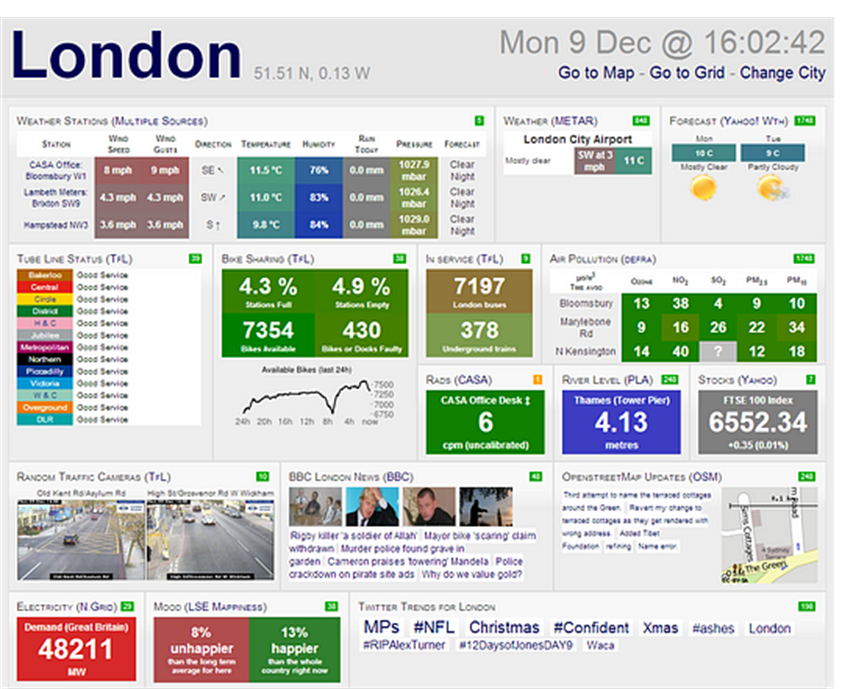 London
51.51 N, 0.13 W
Mon 9 Dec @ 16:02:42
Go to Map - Go to Grid - Change City
WEATHER STATIONS (MULTIPLE SOURCES) 5
STATION WIND SPEED WIND GUSTS DIRECTION TEMPERATURE HUMIDITY RAIN TODAY PRESSURE FORECAST
CASA Office: Bloomsbury W1 8 mph 9 mph SE ↖ 11.5 °C 76% 0.0 mm 1027.9 mbar Clear Night
Lambeth Meters: Brixton SW9 4.3 mph 4.3 mph SW ↗ 11.0 °C 83% 0.0 mm 1026.4 mbar Clear Night
Hampstead NW3 3.6 mph 3.6 mph S ↑ 9.8 °C 84% 0.0 mm 1029.0 mbar Clear Night
WEATHER (METAR)
London City Airport
Mostly clear SW at 3 mph 11 C
FORECAST (YAHOO! WTH) 1748
Mon Tue
10 C 9 C
Mostly Clear Partly Cloudy
TUBE LINE STATUS (TFL) 39
Bakerloo Good Service
Central Good Service
Circle Good Service
District Good Service
H & C Good Service
Jubilee Good Service
Metropolitan Good Service
Northern Good Service
Piccadilly Good Service
Victoria Good Service
W & C Good Service
Overground Good Service
DLR Good Service
BIKE SHARING (TFL) 38
4.3 % 4.9 %
Stations Full Stations Empty
7354 430
Bikes Available Bikes or Docks Faulty
Available Bikes (last 24h)
7500
7250
7000
6750
24h 20h 16h 12h 8h 4h now
IN SERVICE (TFL) 9
7197
London buses
378
Underground trains
AIR POLLUTION (DEFRA) 1748
OZONE NO2 SO2 PM2.5 PM10
Bloomsbury 13 38 4 9 10
Marylebone Rd 9 16 26 22 34
N Kensington 14 40 ? 12 18
RADS (CASA) 1
CASA Office Desk ‡
6
cpm (uncalibrated)
RIVER LEVEL (PLA) 248
Thames (Tower Pier)
4.13
metres
STOCKS (YAHOO) 7
FTSE 100 Index
6552.34
+0.35 (0.01%)
RANDOM TRAFFIC CAMERAS (TFL) 10
Old Kent Rd/Asylum Rd High St/Grosvenor Rd W Wickham
BBC LONDON NEWS (BBC) 48
Rigby killer 'a soldier of Allah' Mayor bike 'scaring' claim
withdrawn Murder police found grave in
garden Cameron praises 'towering' Mandela Police
crackdown on pirate site ads Why do we value gold?
OPENSTREETMAP UPDATES (OSM) 248
Third attempt to name the terraced cottages
around the Green. Revert my change to
terraced cottages as they get rendered with
wrong address. Added Tibet
Foundation refining Name error.
0.1 km
Sims Cottages
The Green
ELECTRICITY (N GRID) 29
Demand (Great Britain)
48211
MW
MOOD (LSE MAPPINESS) 38
8% 13%
unhappier happier
than the long term than the whole
average for here country right now
TWITTER TRENDS FOR LONDON 198
MPs #NFL Christmas #Confident Xmas #ashes London
#RIPAlexTurner #12DaysofJonesDAY9 Waca